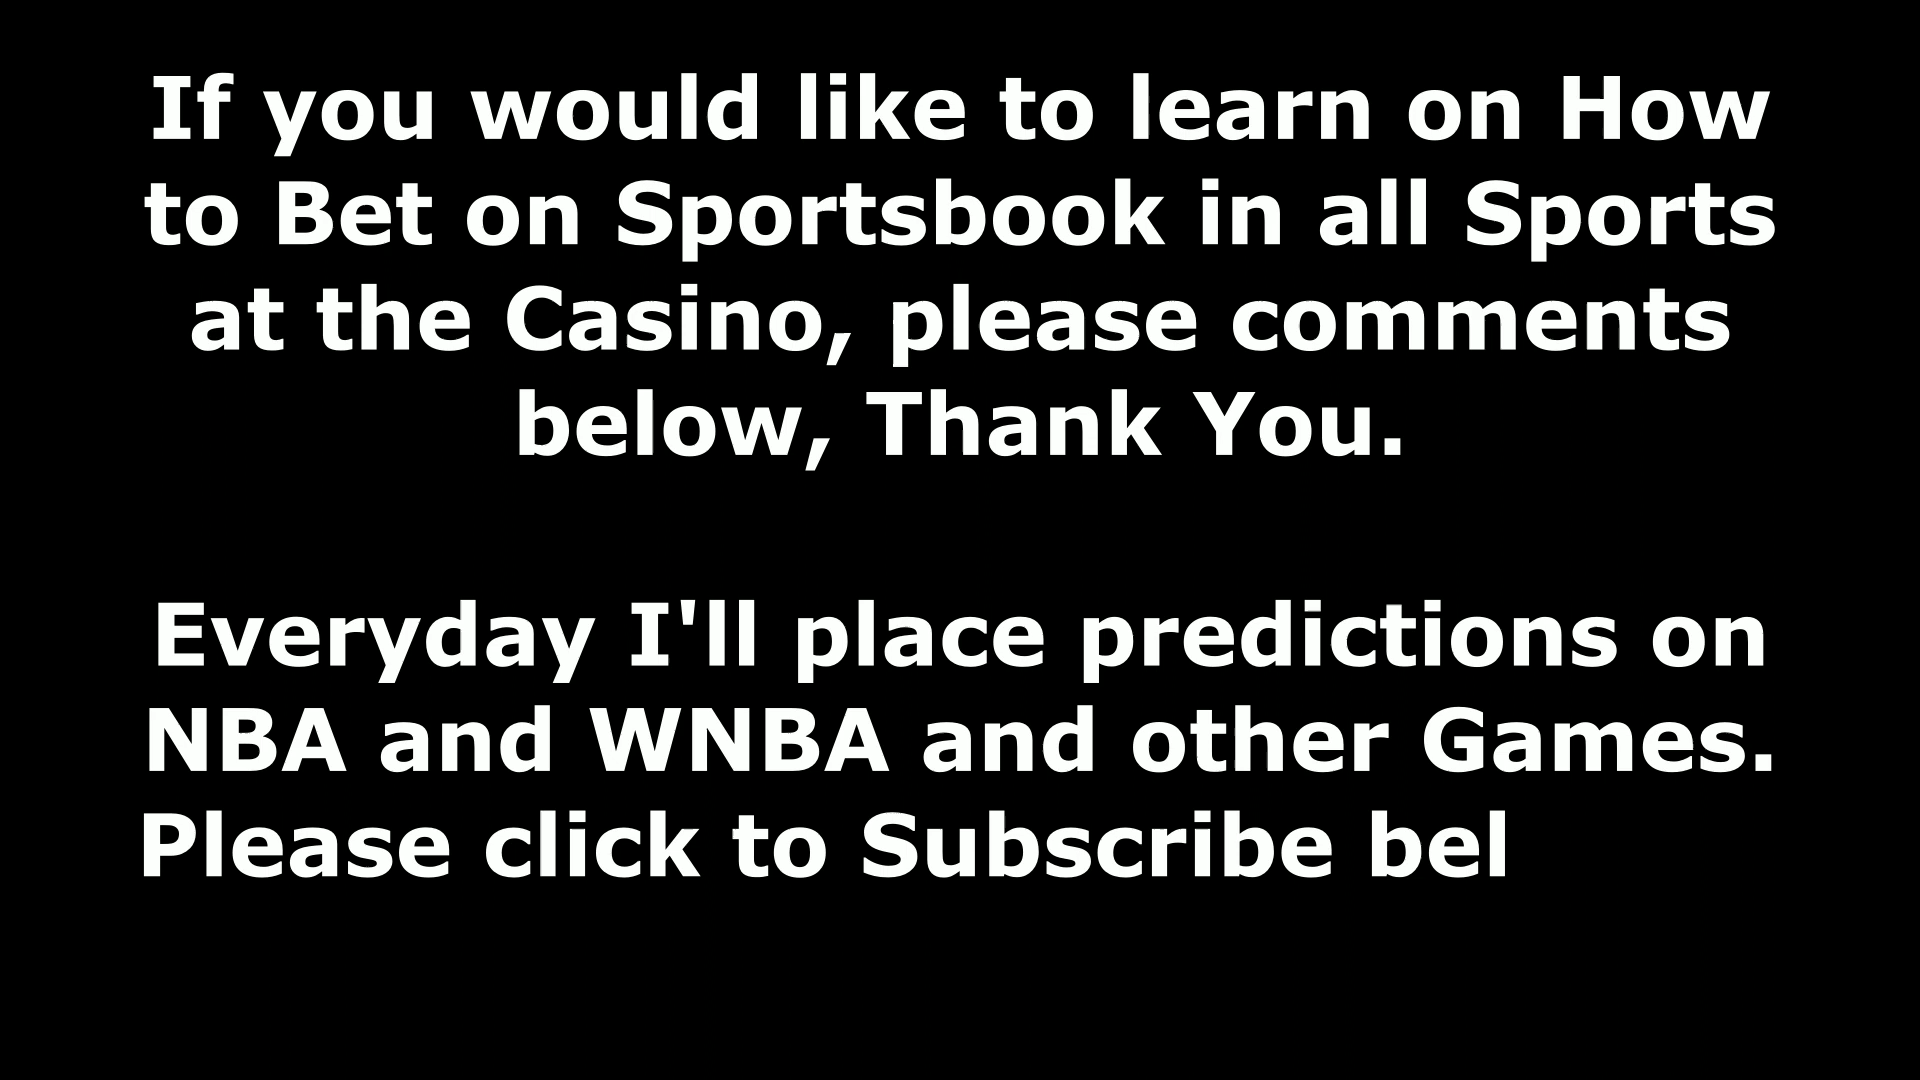 If you would like to learn on How
to Bet on Sportsbook in all Sports
at the Casino, please comments
below, Thank You.
Everyday I'll place predictions on
NBA and WNBA and other Games.
Please click to Subscribe bel